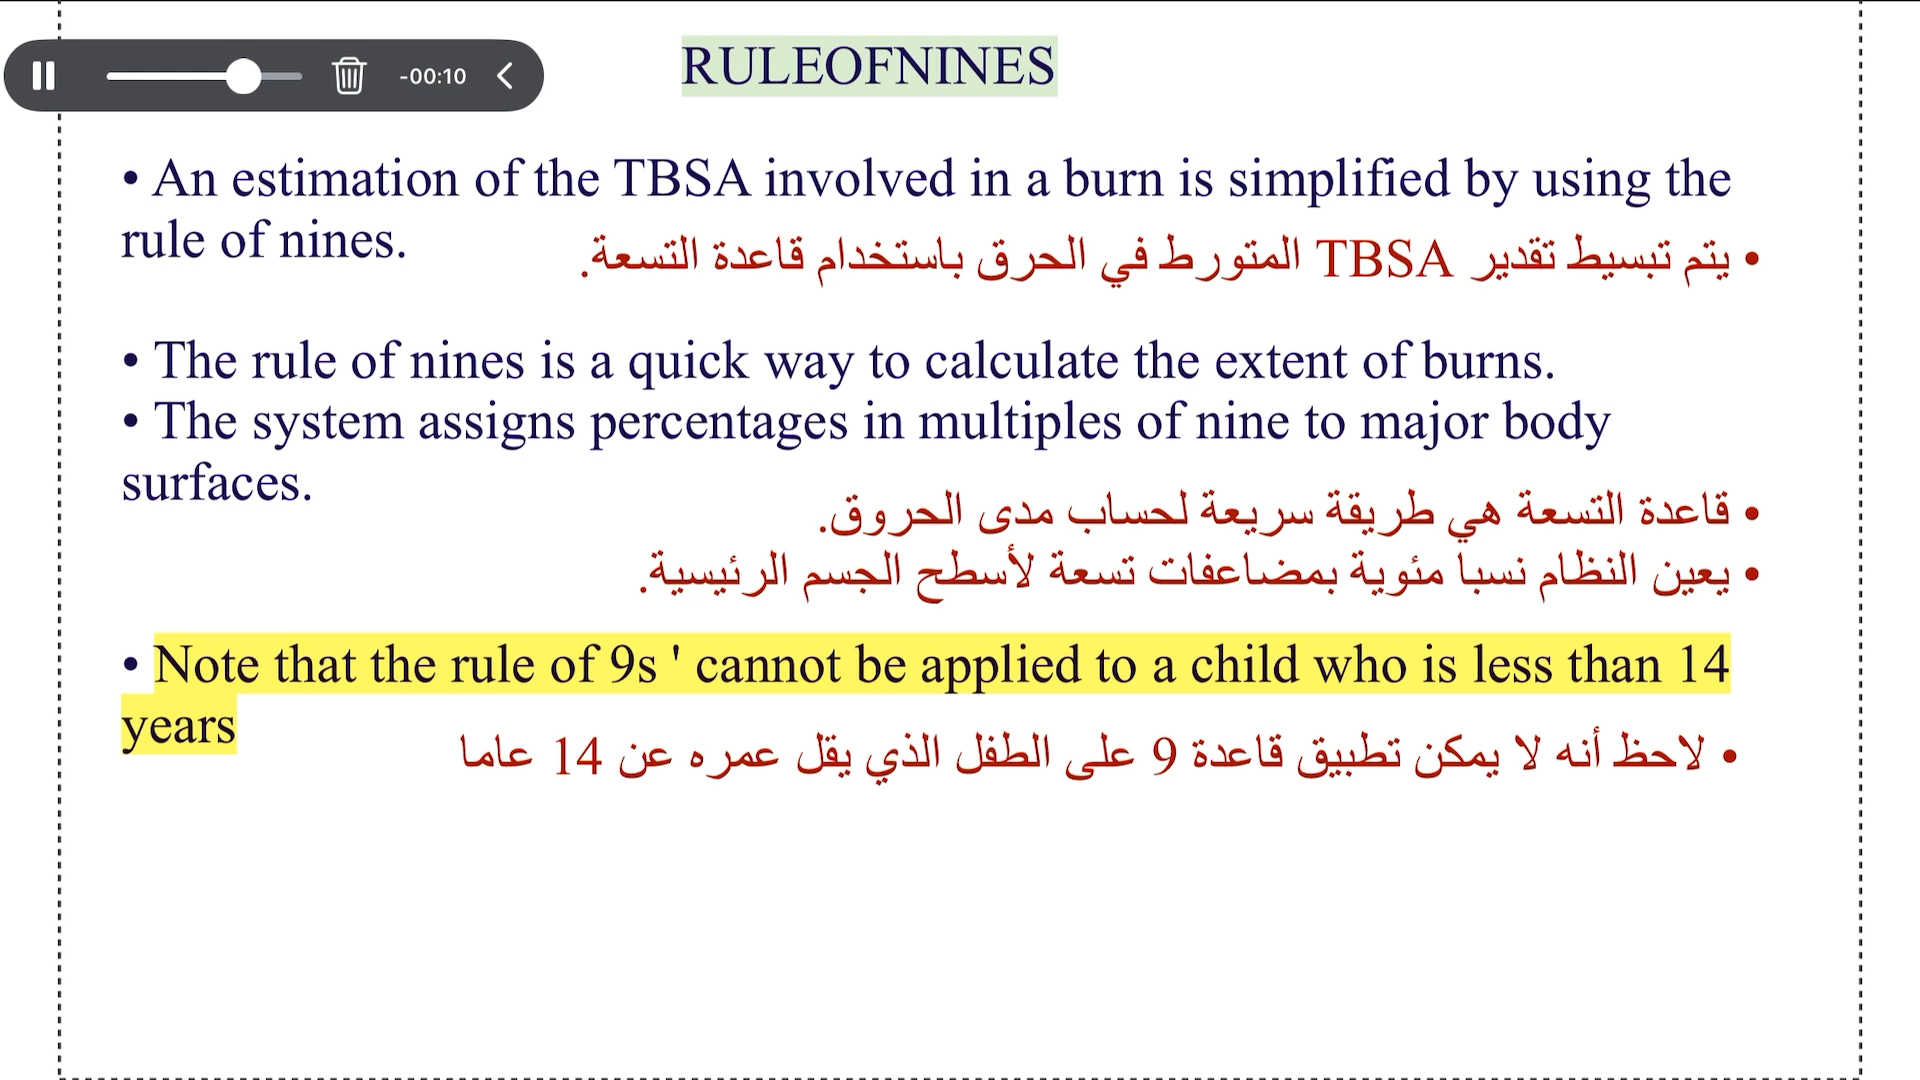 -00:10
RULEOFNINES
• An estimation of the TBSA involved in a burn is simplified by using the
rule of nines.
• يتم تبسيط تقدير TBSA المتورط في الحرق باستخدام قاعدة التسعة.
• The rule of nines is a quick way to calculate the extent of burns.
• The system assigns percentages in multiples of nine to major body
surfaces.
• قاعدة التسعة هي طريقة سريعة لحساب مدى الحروق.
• يعين النظام نسبا مئوية بمضاعفات تسعة لأسطح الجسم الرئيسية.
• Note that the rule of 9s ' cannot be applied to a child who is less than 14
years
• لاحظ أنه لا يمكن تطبيق قاعدة 9 على الطفل الذي يقل عمره عن 14 عاما